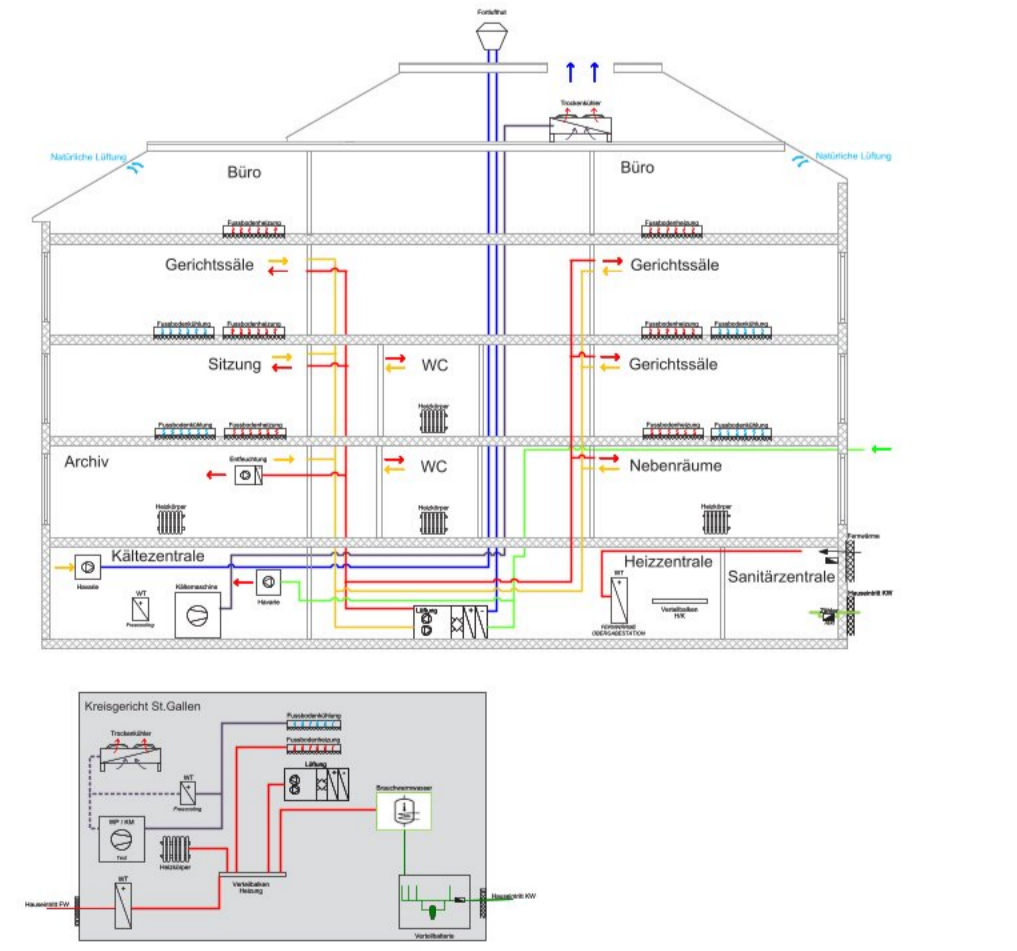 Fortlufthut
Trockenkühler
Natürliche Lüftung
Natürliche Lüftung
Büro
Büro
Fussbodenheizung
Fussbodenheizung
Gerichtssäle
Gerichtssäle
Fussbodenkühlung
Fussbodenheizung
Fussbodenheizung
Fussbodenkühlung
Sitzung
WC
Gerichtssäle
Heizkörper
Fussbodenkühlung
Fussbodenheizung
Fussbodenheizung
Fussbodenkühlung
Archiv
Entfeuchtung
WC
Nebenräume
Heizkörper
Heizkörper
Heizkörper
Kältezentrale
Heizzentrale
Fernwärme
Sanitärzentrale
Havarie
Kältemaschine
Havarie
WT
WT
Freecooling
Lüftung
+
-
Verteilbalken
H/K
FERNWÄRME
ÜBERGABESTATION
Hauseintritt KW
Zähler
Kreisgericht St.Gallen
Fussbodenkühlung
Trockenkühler
Fussbodenheizung
Lüftung
+
-
WT
+
Freecooling
Brauchwarmwasser
WP / KM
Heizkörper
WT
+
Verteilbalken
Heizung
Hauseintritt FW
Hauseintritt KW
Verteilbatterie